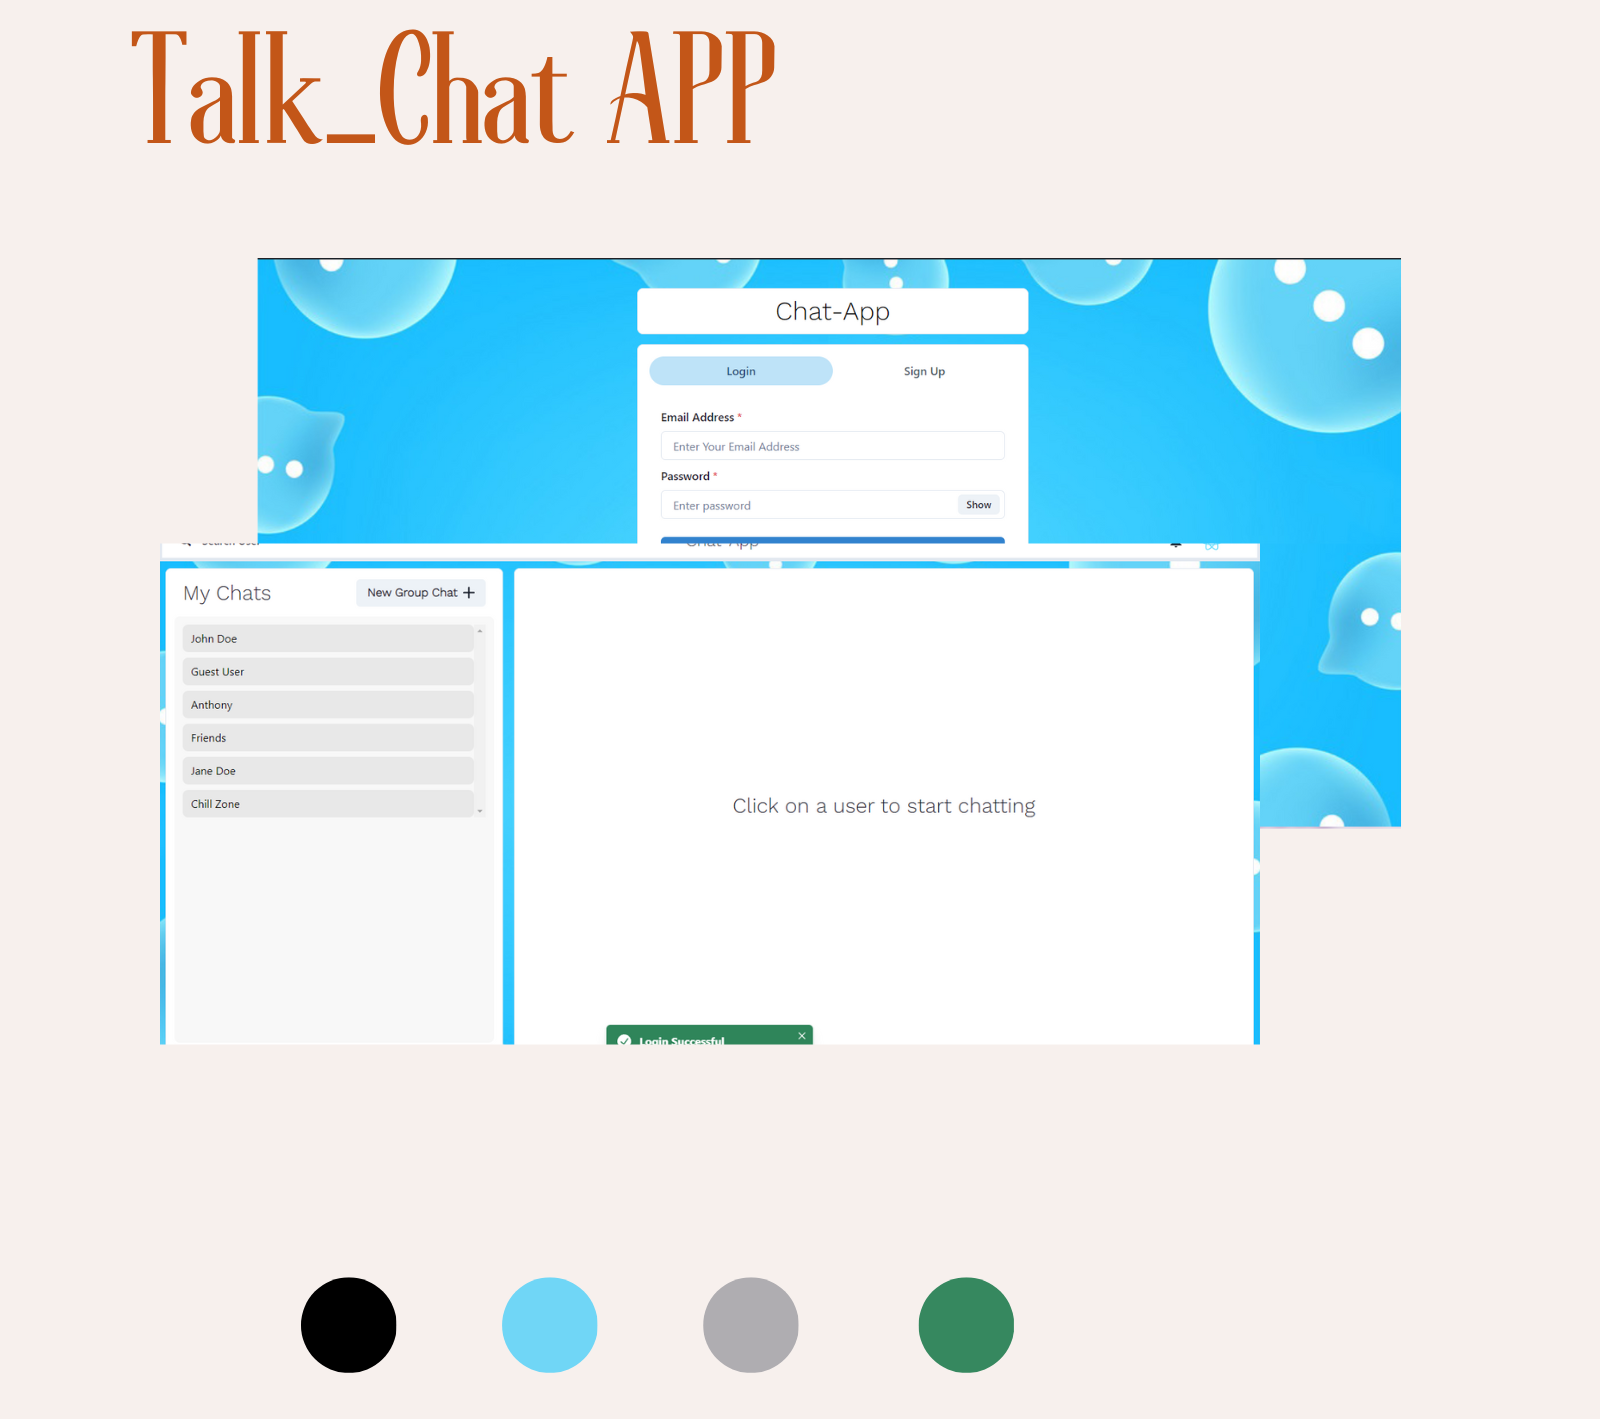 Talk_Chat APP
Chat-App
Login Sign Up
Email Address *
Enter Your Email Address
Password *
Enter password Show
Search User Chat-App
My Chats New Group Chat +
John Doe
Guest User
Anthony
Friends
Jane Doe
Chill Zone
Click on a user to start chatting
Login Successful